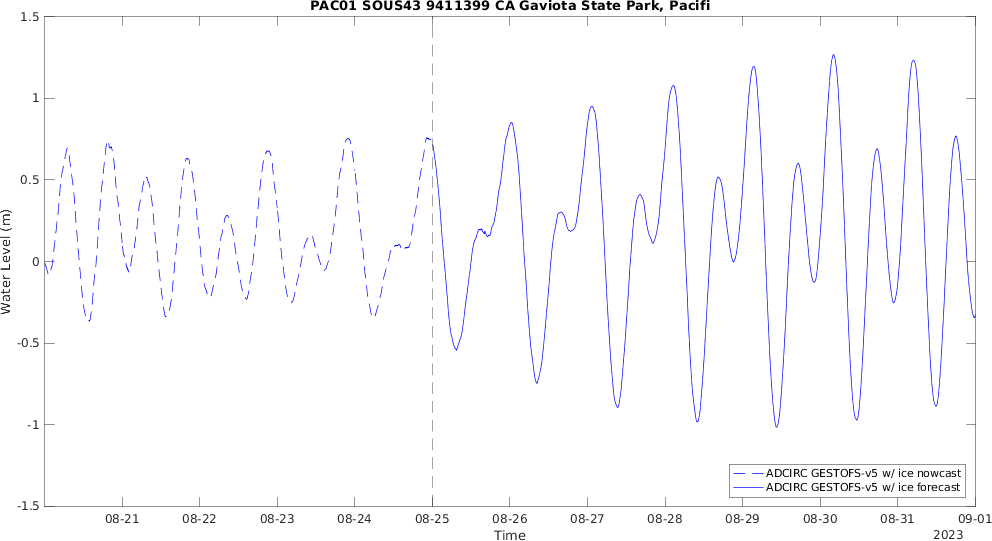 PAC01 SOUS43 9411399 CA Gaviota State Park, Pacifi
1.5
1
0.5
0
-0.5
-1
-1.5
Water Level (m)
ADCIRC GESTOFS-v5 w/ ice nowcast
ADCIRC GESTOFS-v5 w/ ice forecast
08-21 08-22 08-23 08-24 08-25 08-26 08-27 08-28 08-29 08-30 08-31 09-01
Time
2023